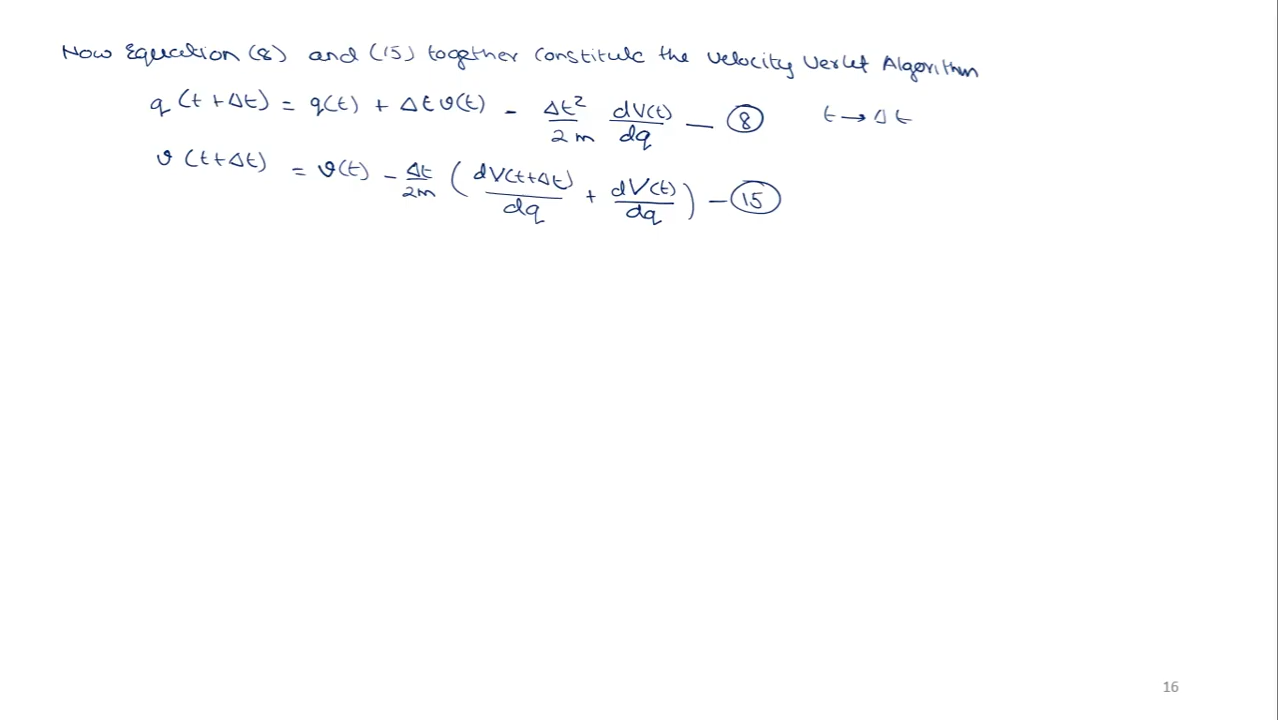 Now Equation (8) and (15) together constitute the velocity Verlet Algorithm
q(t+Δt) = q(t) + Δt ϑ(t) - Δt²/2m dV(t)/dq — ⑧ t → Δt
ϑ(t+Δt) = ϑ(t) - Δt/2m (dV(t+Δt)/dq + dV(t)/dq) — ⑮
16